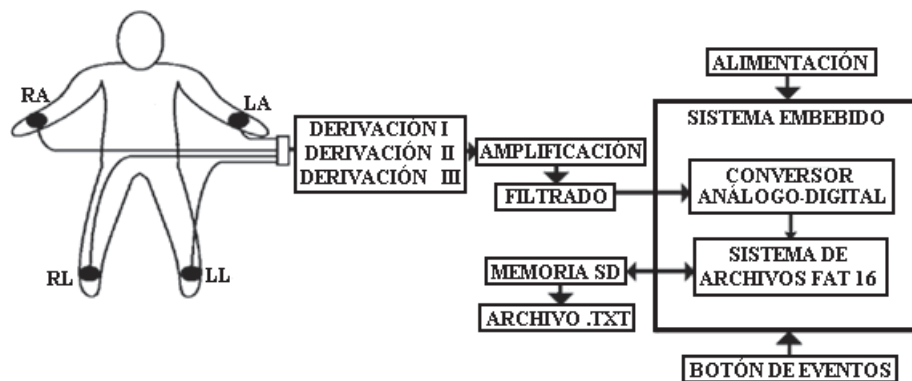 RA
LA
RL
LL
DERIVACIÓN I
DERIVACIÓN II
DERIVACIÓN III
AMPLIFICACIÓN
FILTRADO
ALIMENTACIÓN
SISTEMA EMBEBIDO
CONVERSOR
ANÁLOGO-DIGITAL
SISTEMA DE
ARCHIVOS FAT 16
MEMORIA SD
ARCHIVO .TXT
BOTÓN DE EVENTOS